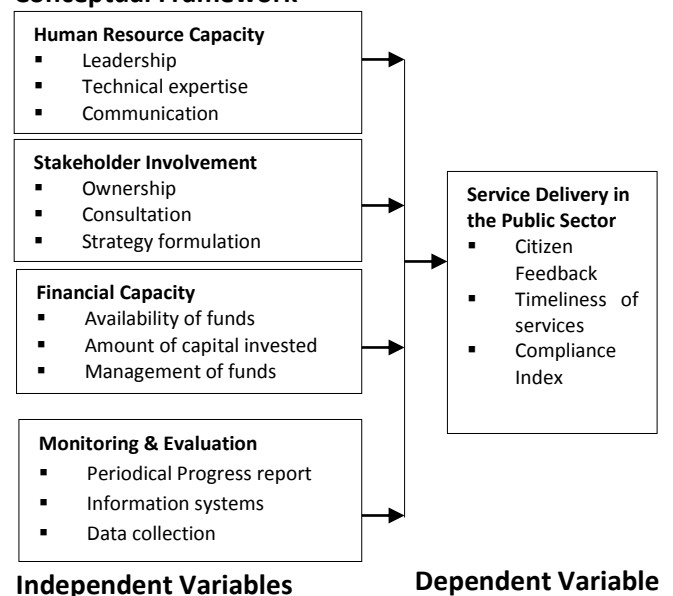 Conceptual Framework
Human Resource Capacity
▪ Leadership
▪ Technical expertise
▪ Communication
Stakeholder Involvement
▪ Ownership
▪ Consultation
▪ Strategy formulation
Financial Capacity
▪ Availability of funds
▪ Amount of capital invested
▪ Management of funds
Monitoring & Evaluation
▪ Periodical Progress report
▪ Information systems
▪ Data collection
Independent Variables
Service Delivery in
the Public Sector
▪ Citizen
Feedback
▪ Timeliness of
services
▪ Compliance
Index
Dependent Variable